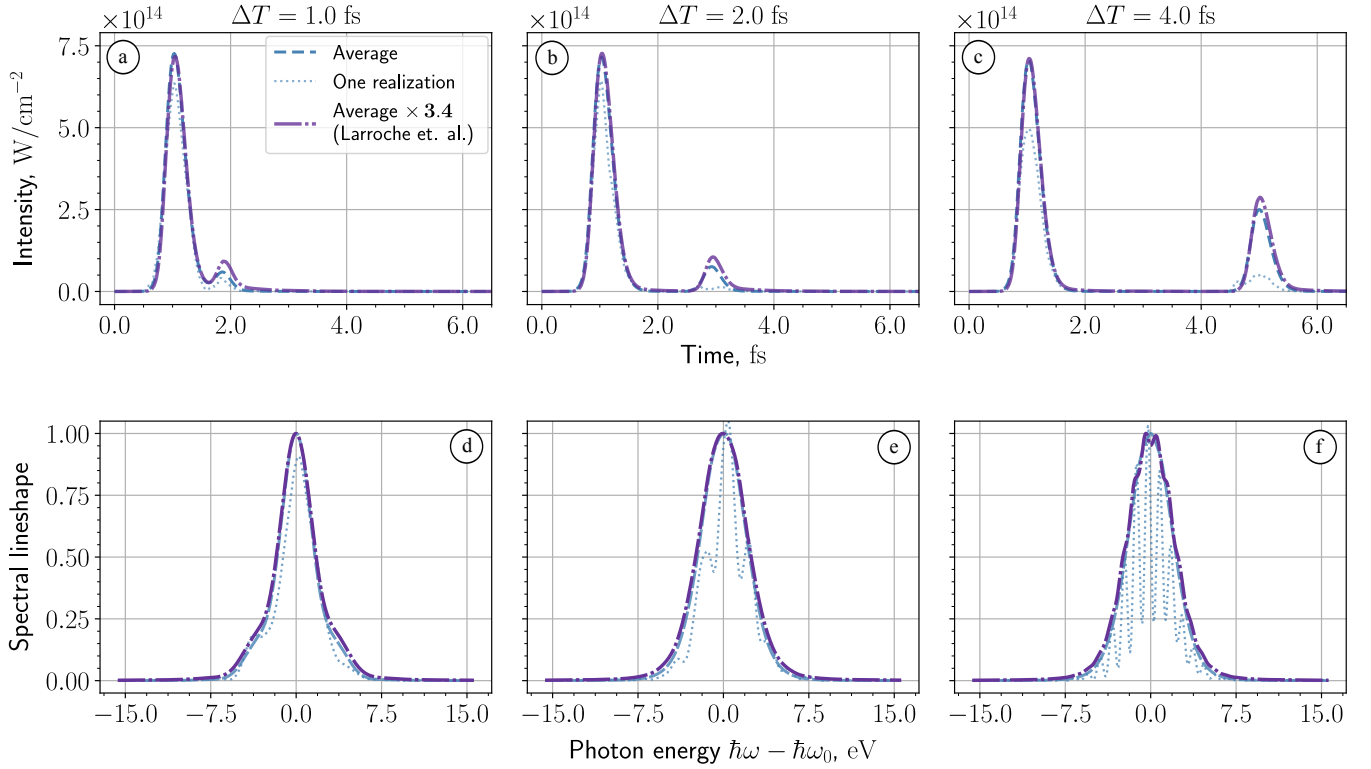 ×10^14 ΔT = 1.0 fs ×10^14 ΔT = 2.0 fs ×10^14 ΔT = 4.0 fs
a b c
Average
One realization
Average × 3.4
(Larroche et. al.)
Intensity, W/cm⁻²
7.5
5.0
2.5
0.0
0.0 2.0 4.0 6.0 0.0 2.0 4.0 6.0 0.0 2.0 4.0 6.0
Time, fs
d e f
Spectral lineshape
1.00
0.75
0.50
0.25
0.00
−15.0 −7.5 0.0 7.5 15.0 −15.0 −7.5 0.0 7.5 15.0 −15.0 −7.5 0.0 7.5 15.0
Photon energy ħω − ħω₀, eV